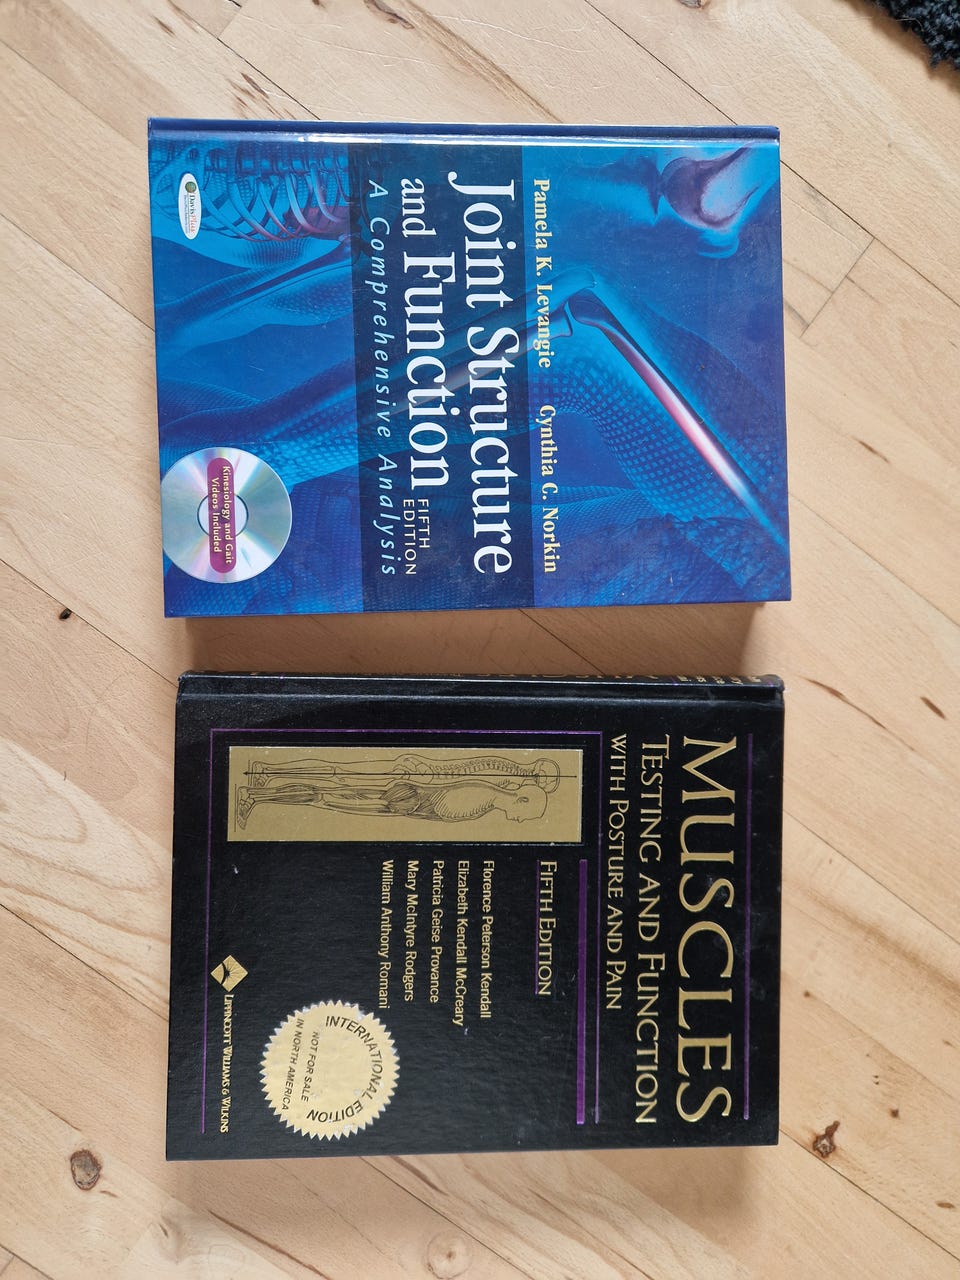 Pamela K. Levangie Cynthia C. Norkin
Joint Structure
and Function
FIFTH
EDITION
A Comprehensive Analysis
Kinesiology and Gait
Videos Included
DavisPlus
MUSCLES
TESTING AND FUNCTION
WITH POSTURE AND PAIN
FIFTH EDITION
Florence Peterson Kendall
Elizabeth Kendall McCreary
Patricia Geise Provance
Mary McIntyre Rodgers
William Anthony Romani
INTERNATIONAL EDITION
NOT FOR SALE
IN NORTH AMERICA
LIPPINCOTT WILLIAMS & WILKINS